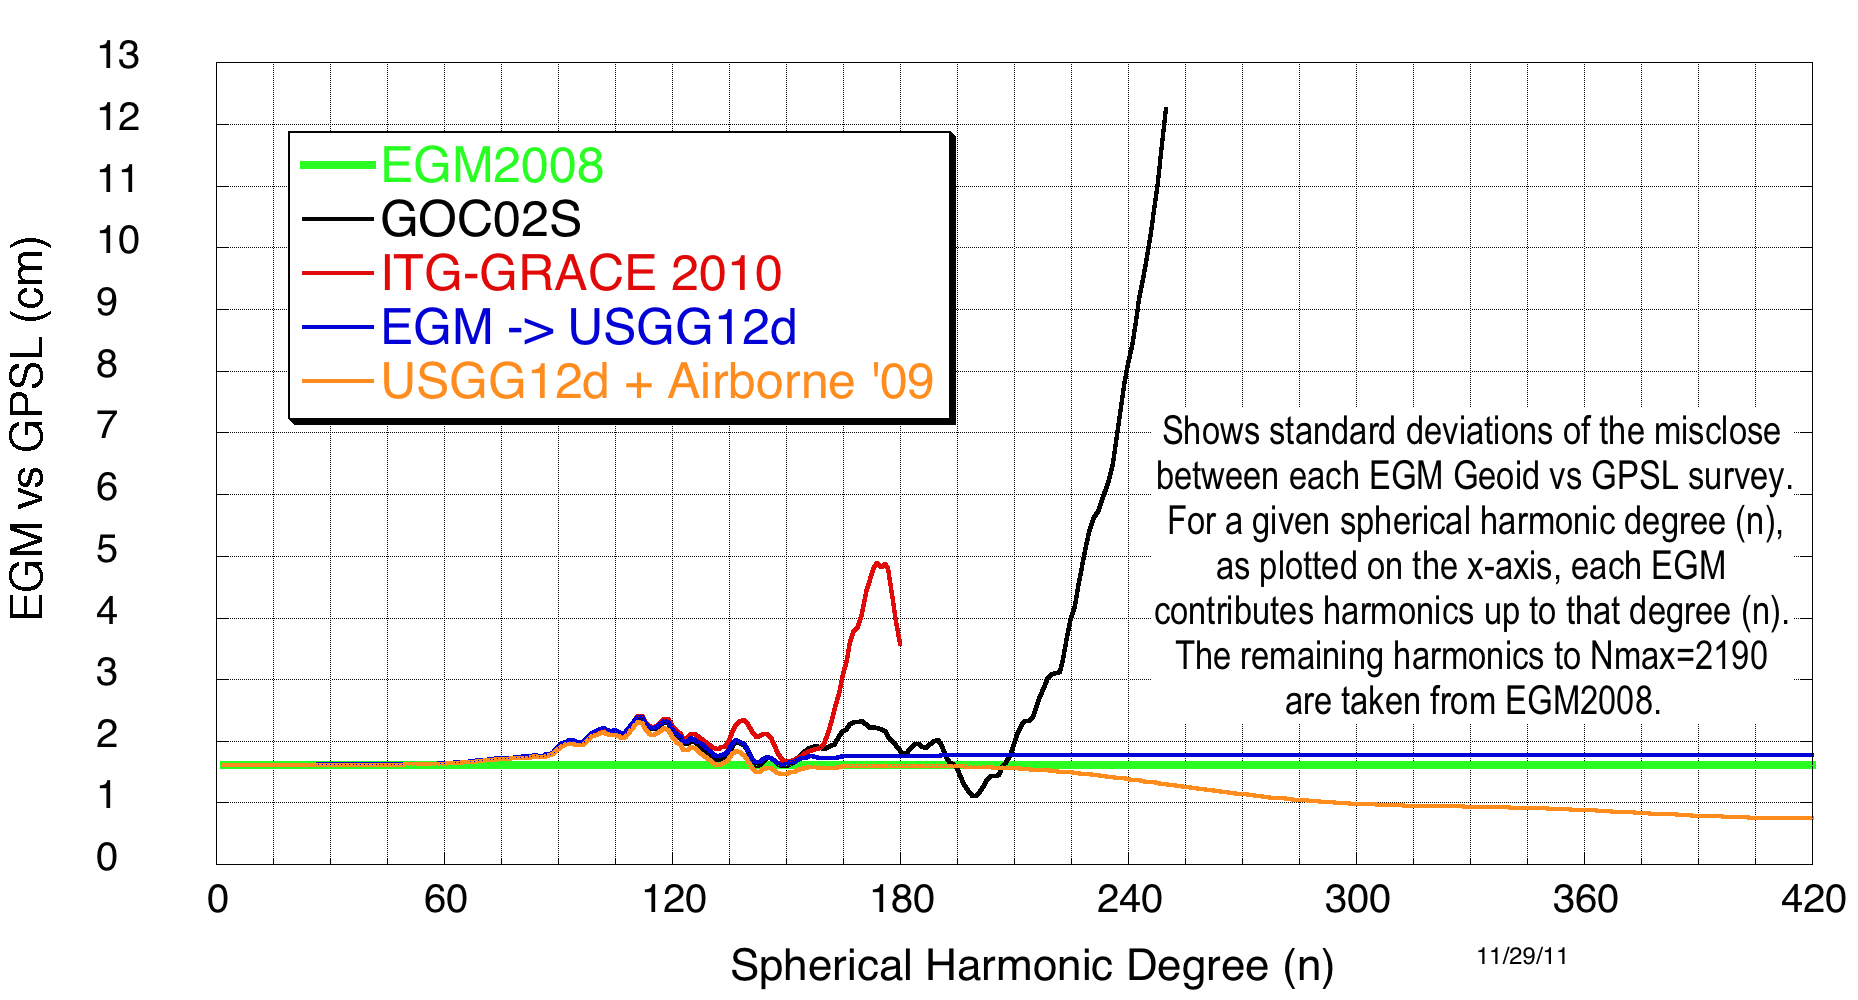 13
12
11
10
9
8
7
6
5
4
3
2
1
0
EGM vs GPSL (cm)
EGM2008
GOC02S
ITG-GRACE 2010
EGM -> USGG12d
USGG12d + Airborne '09
Shows standard deviations of the misclose
between each EGM Geoid vs GPSL survey.
For a given spherical harmonic degree (n),
as plotted on the x-axis, each EGM
contributes harmonics up to that degree (n).
The remaining harmonics to Nmax=2190
are taken from EGM2008.
0 60 120 180 240 300 360 420
Spherical Harmonic Degree (n)
11/29/11